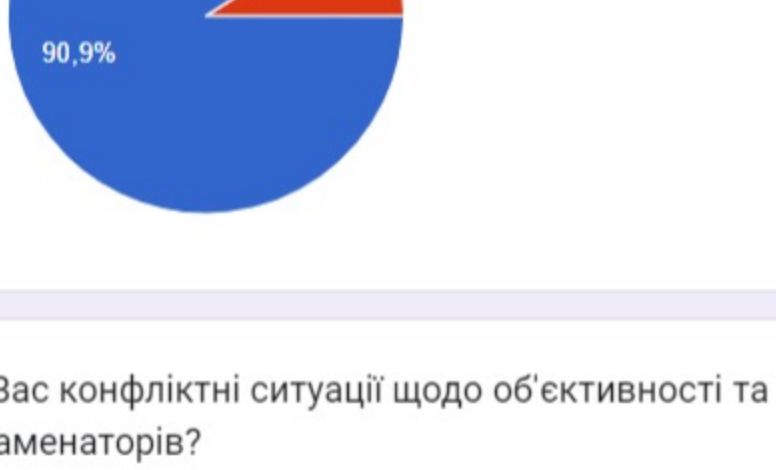 90,9%
Вас конфліктні ситуації щодо об'єктивності та
аменаторів?